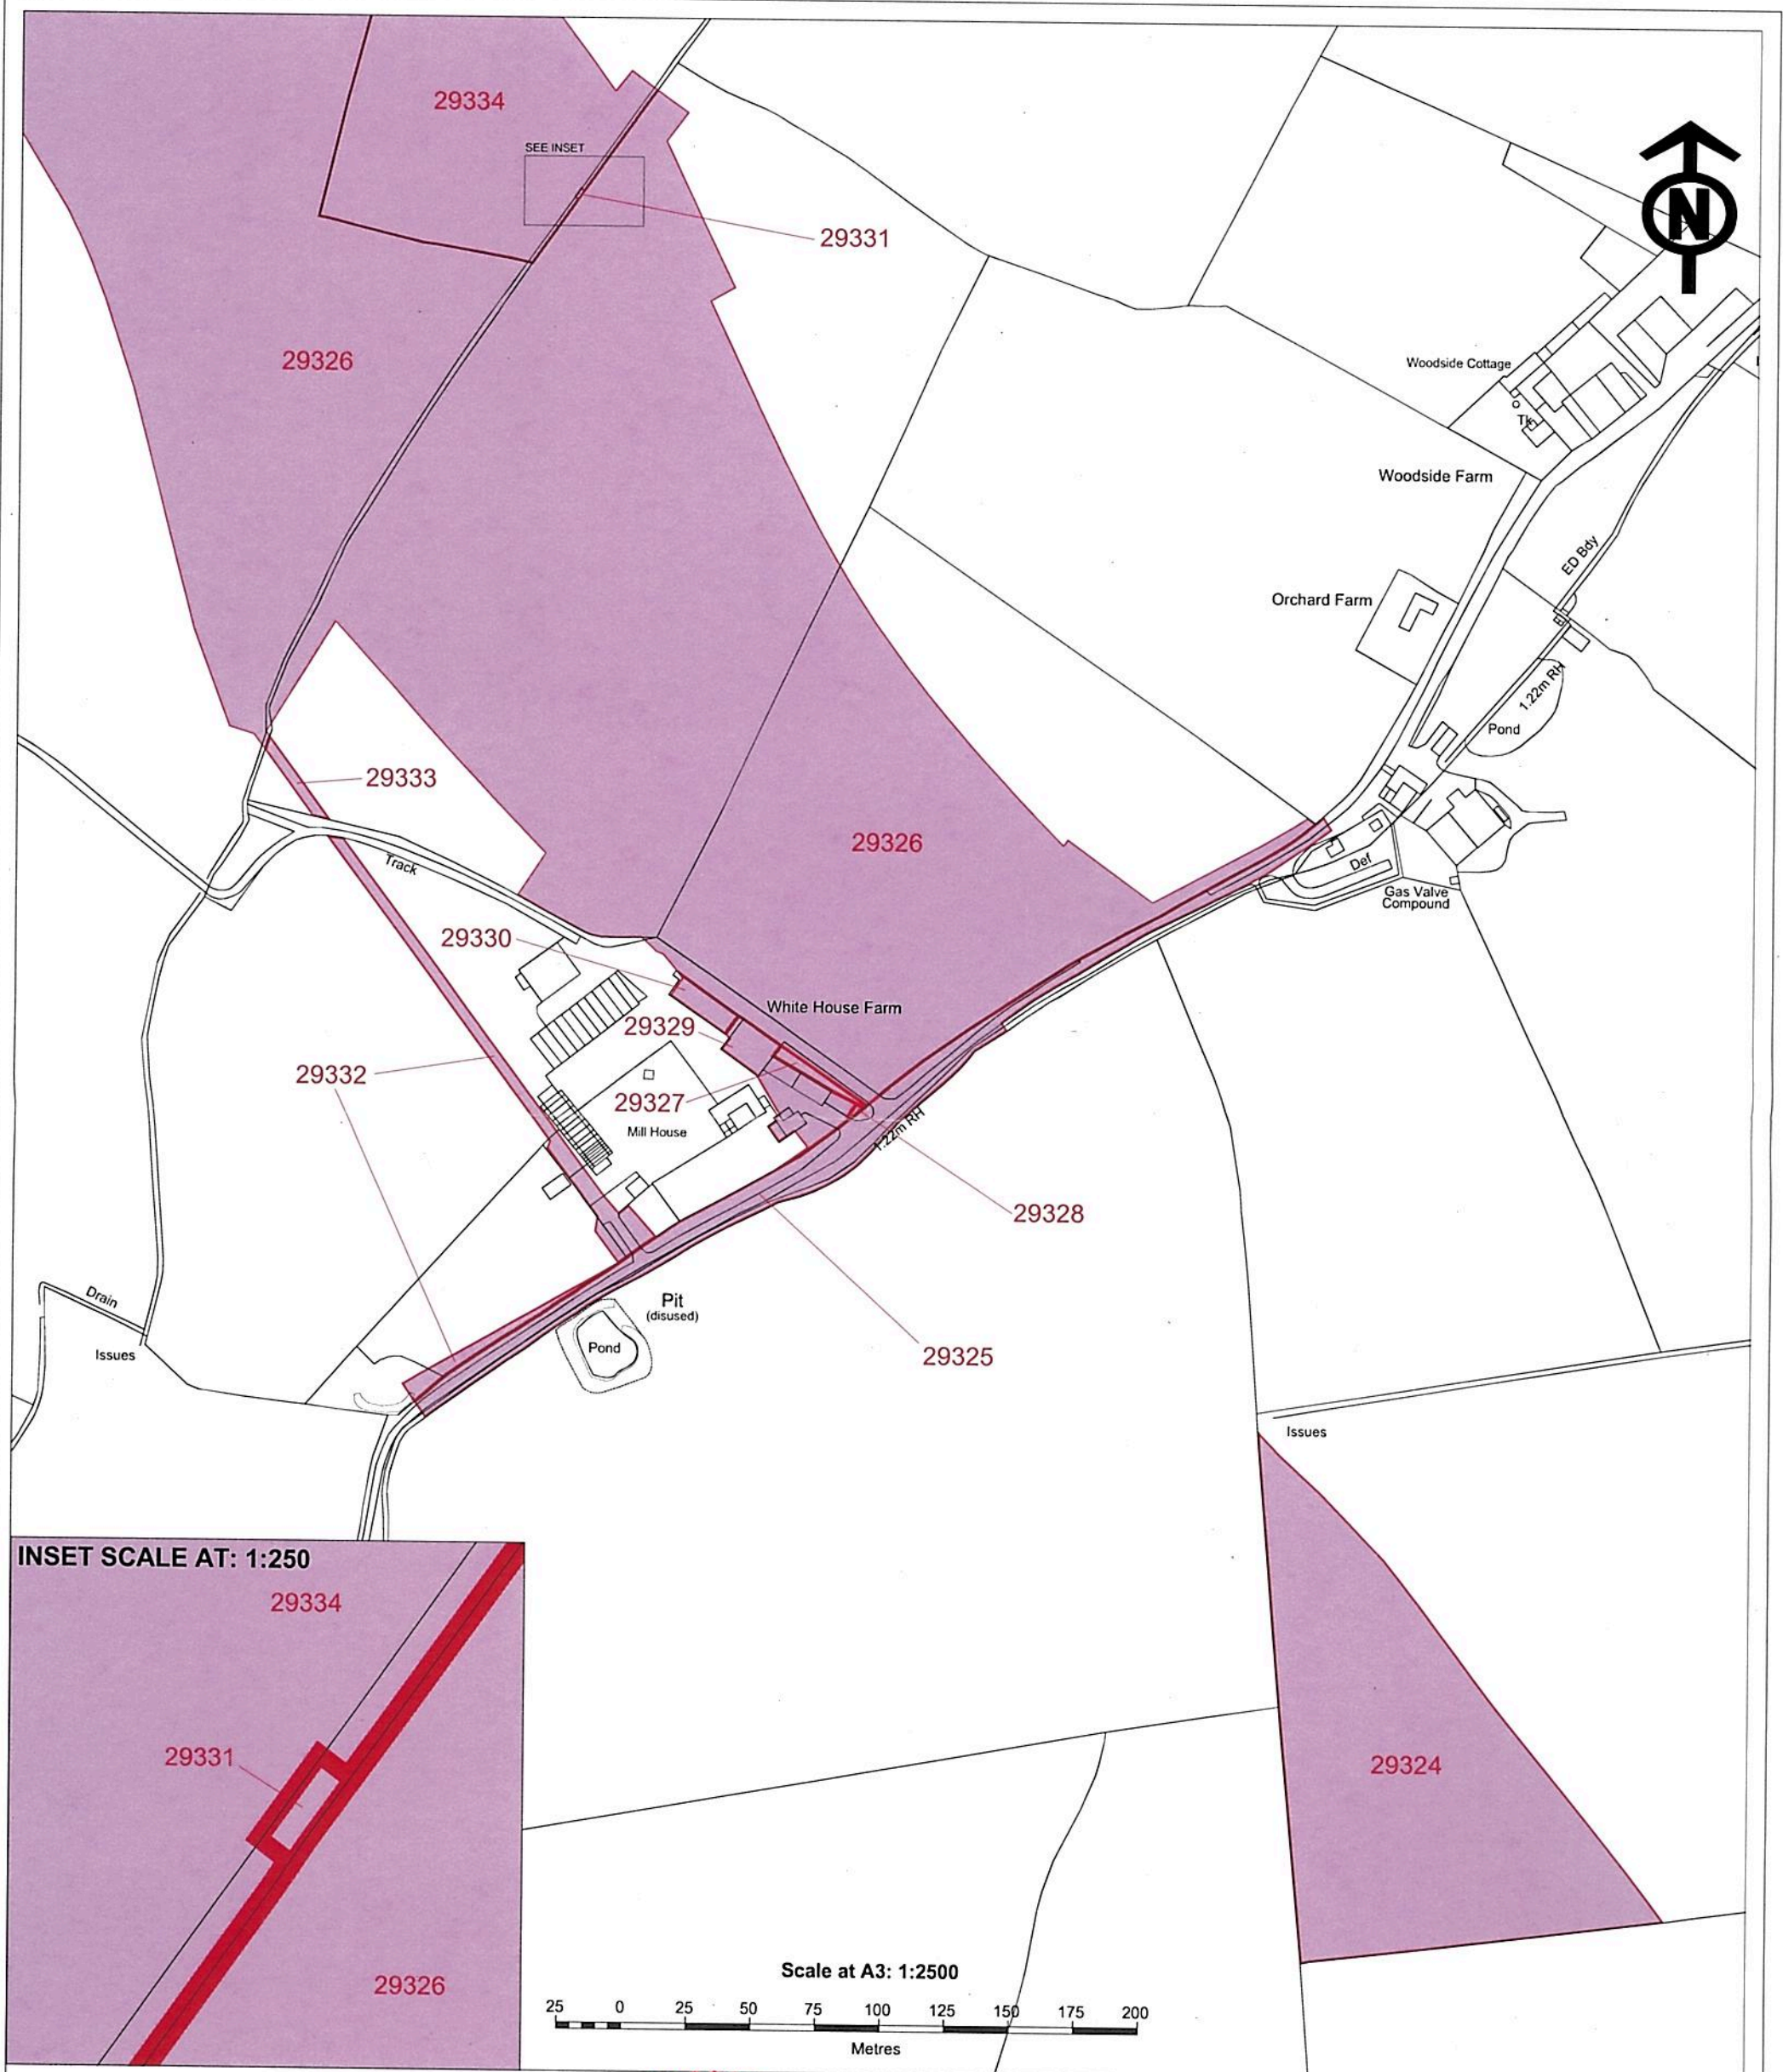 29334
SEE INSET
29331
N
29326
Woodside Cottage
Tk
Woodside Farm
ED Bdy
Orchard Farm
1.22m RH
Pond
29333
29326
Track
Def
Gas Valve
Compound
29330
White House Farm
29329
29332
29327
Mill House
1.22m RH
29328
Drain
Pit
(disused)
Pond
29325
Issues
Issues
INSET SCALE AT: 1:250
29334
29331
29326
29324
Scale at A3: 1:2500
25 0 25 50 75 100 125 150 175 200
Metres